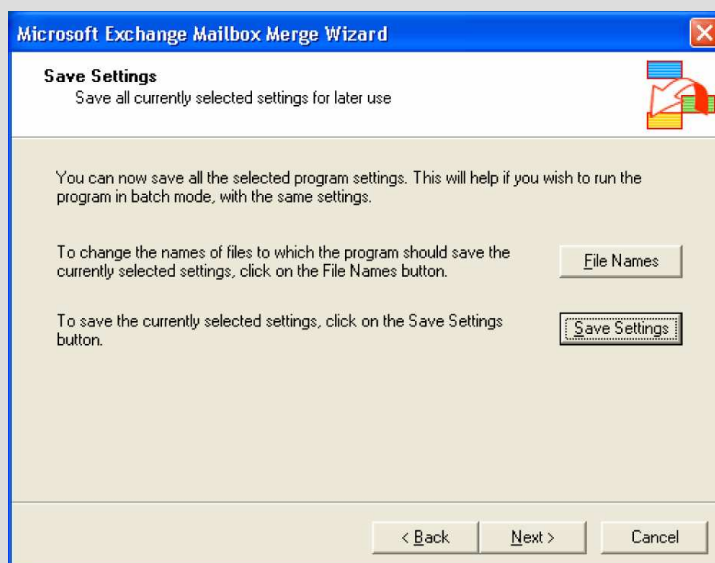 Microsoft Exchange Mailbox Merge Wizard
Save Settings
Save all currently selected settings for later use
You can now save all the selected program settings. This will help if you wish to run the
program in batch mode, with the same settings.
To change the names of files to which the program should save the
currently selected settings, click on the File Names button.
File Names
To save the currently selected settings, click on the Save Settings
button.
Save Settings
< Back
Next >
Cancel